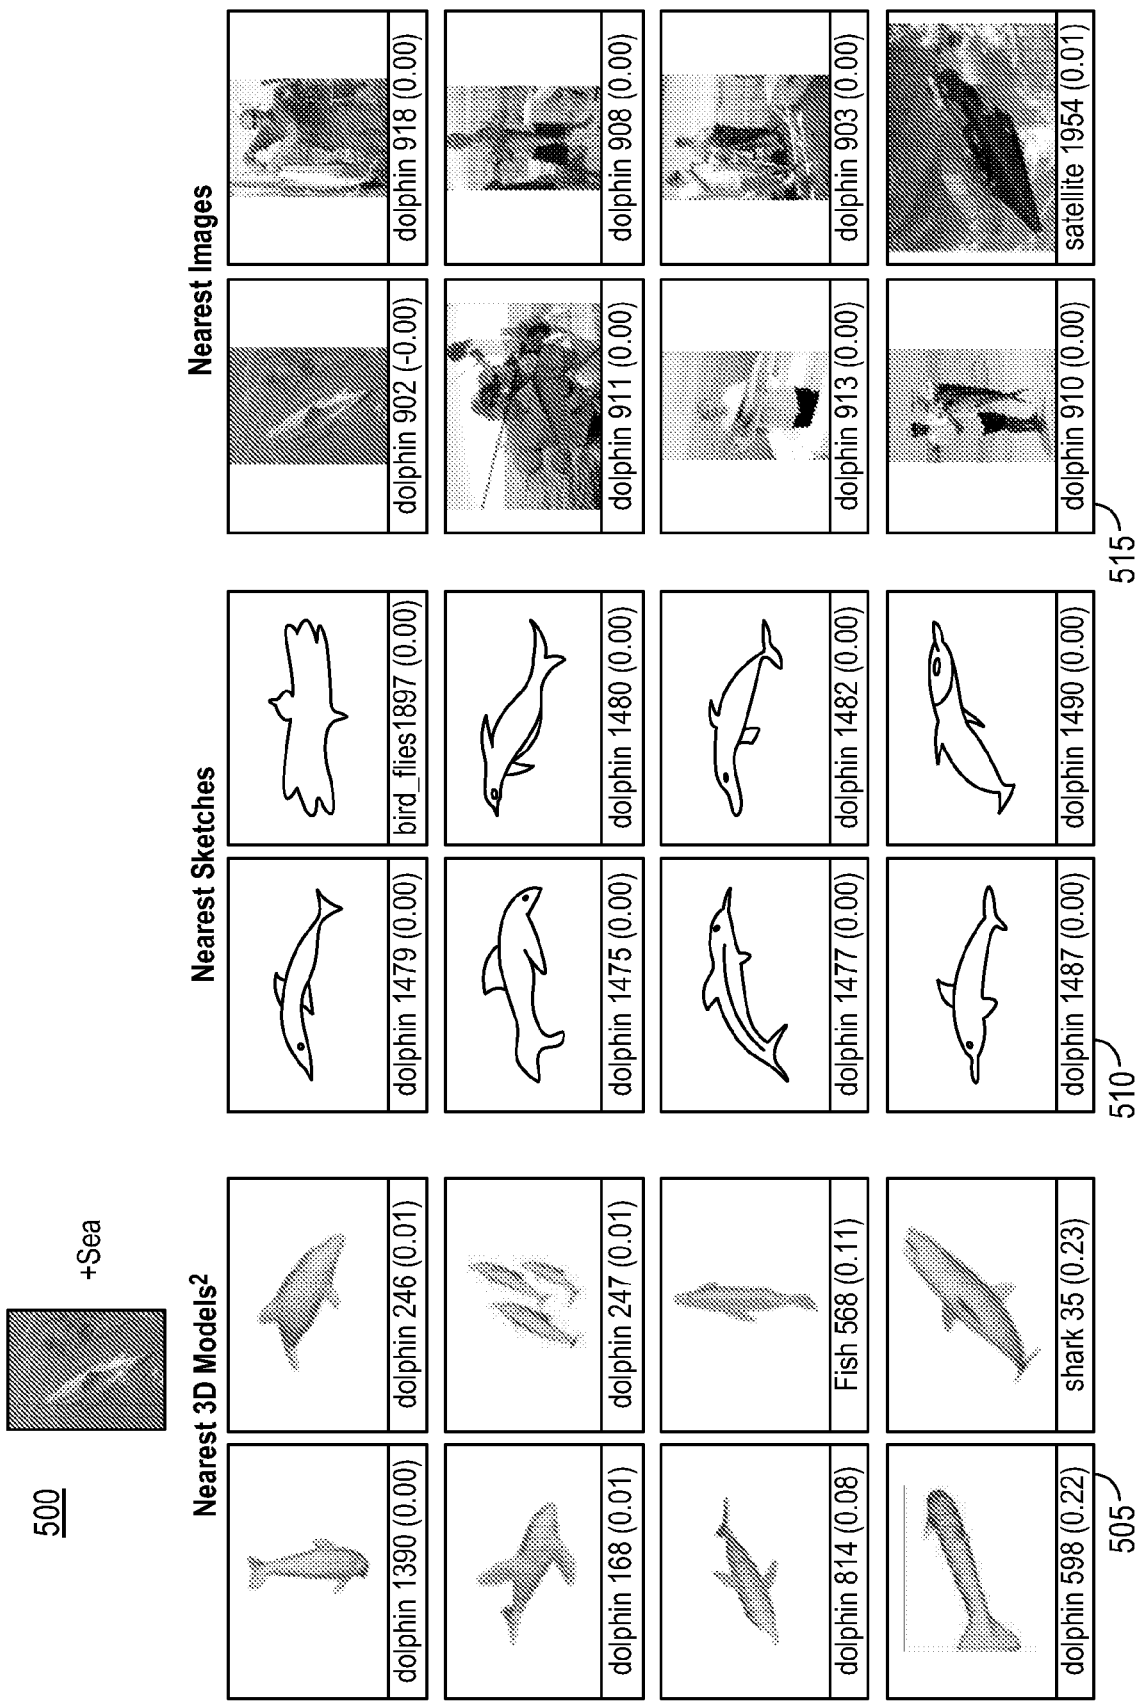 500
+Sea
Nearest 3D Models2
dolphin 1390 (0.00)
dolphin 246 (0.01)
dolphin 168 (0.01)
dolphin 247 (0.01)
dolphin 814 (0.08)
Fish 568 (0.11)
dolphin 598 (0.22)
shark 35 (0.23)
505
Nearest Sketches
dolphin 1479 (0.00)
bird_flies1897 (0.00)
dolphin 1475 (0.00)
dolphin 1480 (0.00)
dolphin 1477 (0.00)
dolphin 1482 (0.00)
dolphin 1487 (0.00)
dolphin 1490 (0.00)
510
Nearest Images
dolphin 902 (-0.00)
dolphin 918 (0.00)
dolphin 911 (0.00)
dolphin 908 (0.00)
dolphin 913 (0.00)
dolphin 903 (0.00)
dolphin 910 (0.00)
satellite 1954 (0.01)
515